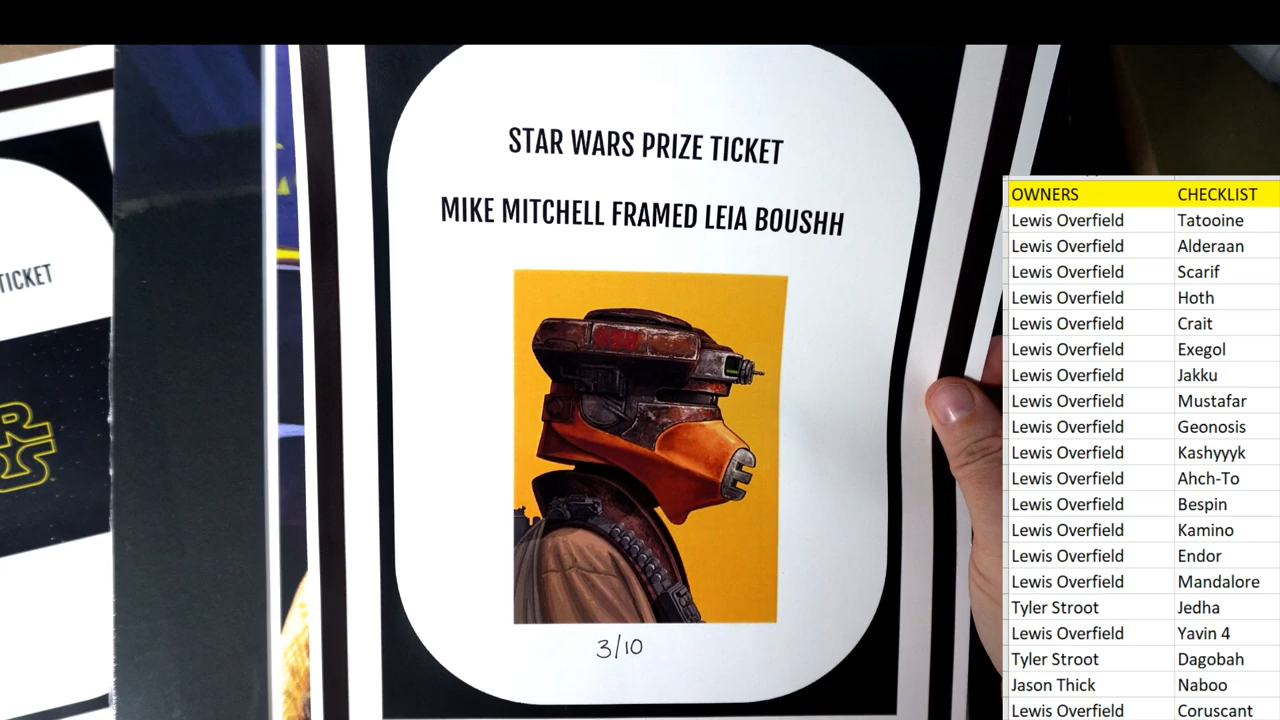 TICKET
STAR WARS PRIZE TICKET
MIKE MITCHELL FRAMED LEIA BOUSHH
3/10
OWNERS CHECKLIST
Lewis Overfield Tatooine
Lewis Overfield Alderaan
Lewis Overfield Scarif
Lewis Overfield Hoth
Lewis Overfield Crait
Lewis Overfield Exegol
Lewis Overfield Jakku
Lewis Overfield Mustafar
Lewis Overfield Geonosis
Lewis Overfield Kashyyyk
Lewis Overfield Ahch-To
Lewis Overfield Bespin
Lewis Overfield Kamino
Lewis Overfield Endor
Lewis Overfield Mandalore
Tyler Stroot Jedha
Lewis Overfield Yavin 4
Tyler Stroot Dagobah
Jason Thick Naboo
Lewis Overfield Coruscant